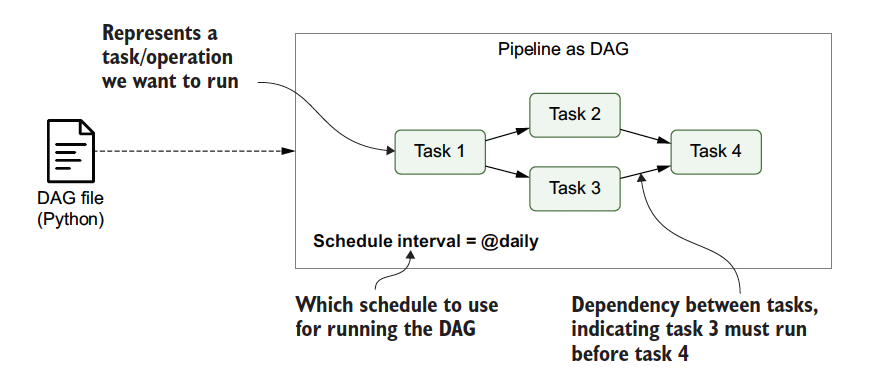 Represents a
task/operation
we want to run
Pipeline as DAG
Task 1
Task 2
Task 3
Task 4
DAG file
(Python)
Schedule interval = @daily
Which schedule to use
for running the DAG
Dependency between tasks,
indicating task 3 must run
before task 4